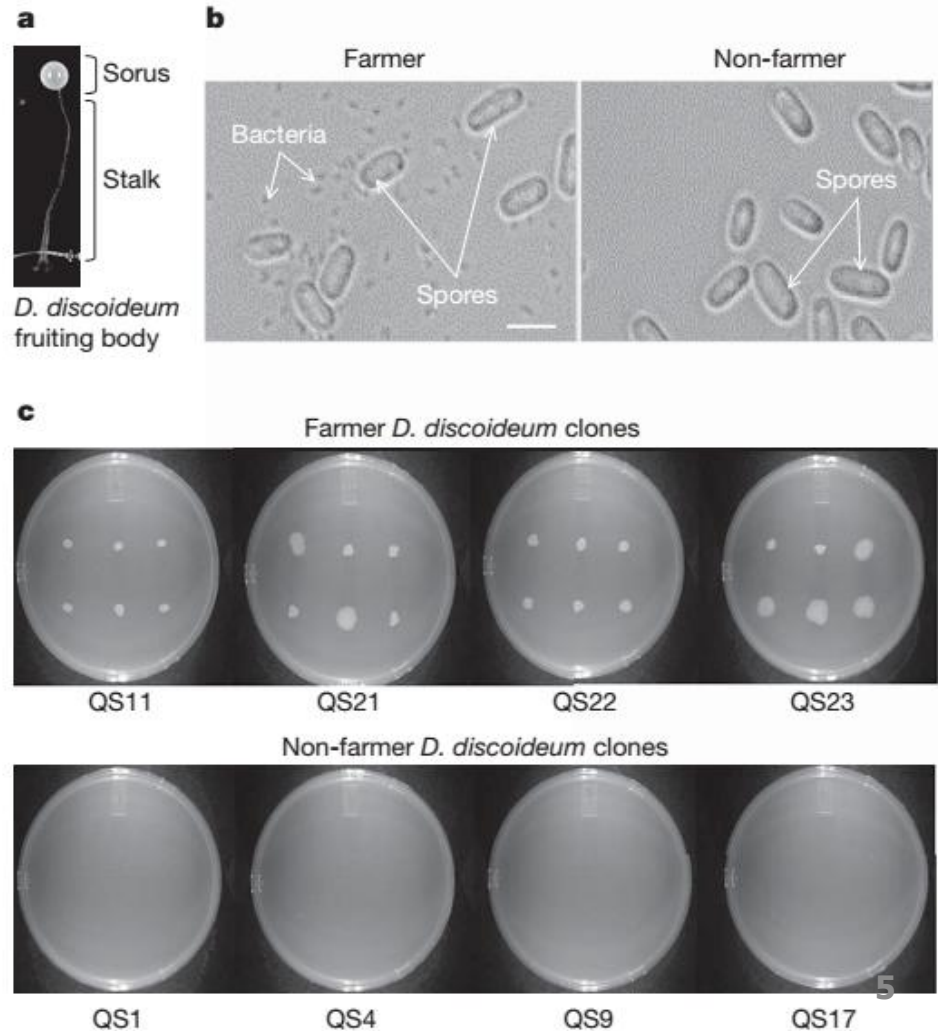 a
Sorus
Stalk
D. discoideum
fruiting body
b
Farmer
Non-farmer
Bacteria
Spores
Spores
c
Farmer D. discoideum clones
QS11 QS21 QS22 QS23
Non-farmer D. discoideum clones
QS1 QS4 QS9 QS17
5